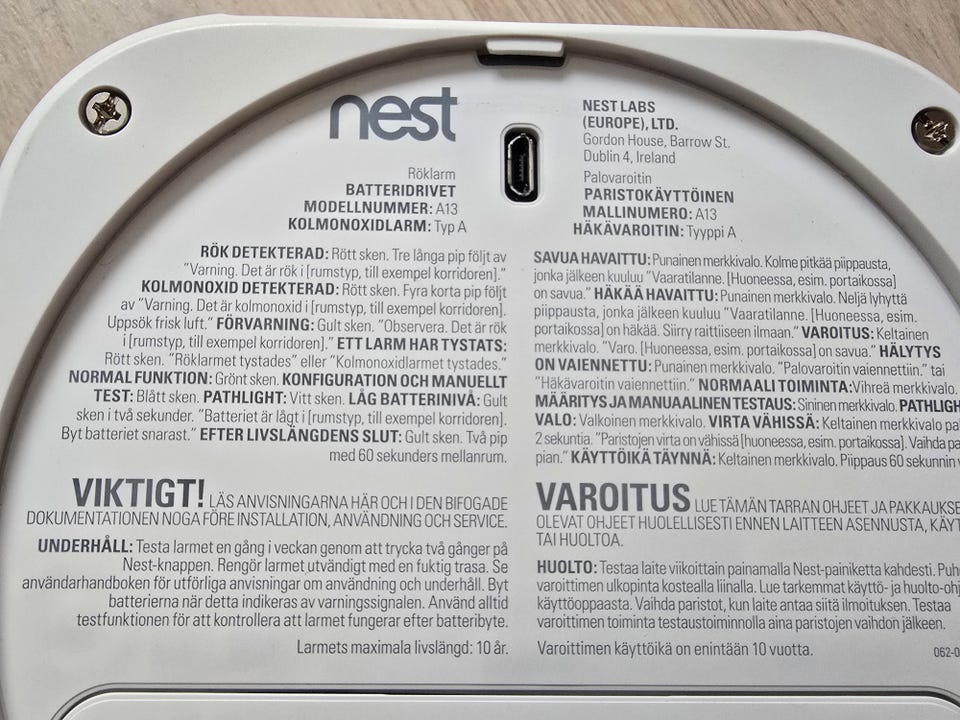 nest
Röklarm
BATTERIDRIVET
MODELLNUMMER: A13
KOLMONOXIDLARM: Typ A
RÖK DETEKTERAD: Rött sken. Tre långa pip följt av
"Varning. Det är rök i [rumstyp, till exempel korridoren]."
KOLMONOXID DETEKTERAD: Rött sken. Fyra korta pip följt
av "Varning. Det är kolmonoxid i [rumstyp, till exempel korridoren].
Uppsök frisk luft." FÖRVARNING: Gult sken. "Observera. Det är rök
i [rumstyp, till exempel korridoren]." ETT LARM HAR TYSTATS:
Rött sken. "Röklarmet tystades" eller "Kolmonoxidlarmet tystades."
NORMAL FUNKTION: Grönt sken. KONFIGURATION OCH MANUELLT
TEST: Blått sken. PATHLIGHT: Vitt sken. LÅG BATTERINIVÅ: Gult
sken i två sekunder. "Batteriet är lågt i [rumstyp, till exempel korridoren].
Byt batteriet snarast." EFTER LIVSLÄNGDENS SLUT: Gult sken. Två pip
med 60 sekunders mellanrum.
VIKTIGT! LÄS ANVISNINGARNA HÄR OCH I DEN BIFOGADE
DOKUMENTATIONEN NOGA FÖRE INSTALLATION, ANVÄNDNING OCH SERVICE.
UNDERHÅLL: Testa larmet en gång i veckan genom att trycka två gånger på
Nest-knappen. Rengör larmet utvändigt med en fuktig trasa. Se
användarhandboken för utförliga anvisningar om användning och underhåll. Byt
batterierna när detta indikeras av varningssignalen. Använd alltid
testfunktionen för att kontrollera att larmet fungerar efter batteribyte.
Larmets maximala livslängd: 10 år.
NEST LABS
(EUROPE), LTD.
Gordon House, Barrow St.
Dublin 4, Ireland
Palovaroitin
PARISTOKÄYTTÖINEN
MALLINUMERO: A13
HÄKÄVAROITIN: Tyyppi A
SAVUA HAVAITTU: Punainen merkkivalo. Kolme pitkää piippausta,
jonka jälkeen kuuluu "Vaaratilanne. [Huoneessa, esim. portaikossa]
on savua." HÄKÄÄ HAVAITTU: Punainen merkkivalo. Neljä lyhyttä
piippausta, jonka jälkeen kuuluu "Vaaratilanne. [Huoneessa, esim.
portaikossa] on häkää. Siirry raittiiseen ilmaan." VAROITUS: Keltainen
merkkivalo. "Varo. [Huoneessa, esim. portaikossa] on savua." HÄLYTYS
ON VAIENNETTU: Punainen merkkivalo. "Palovaroitin vaiennettiin." tai
"Häkävaroitin vaiennettiin." NORMAALI TOIMINTA: Vihreä merkkivalo.
MÄÄRITYS JA MANUAALINEN TESTAUS: Sininen merkkivalo. PATHLIGH
VALO: Valkoinen merkkivalo. VIRTA VÄHISSÄ: Keltainen merkkivalo pa
2 sekuntia. "Paristojen virta on vähissä [huoneessa, esim. portaikossa]. Vaihda pa
pian." KÄYTTÖIKÄ TÄYNNÄ: Keltainen merkkivalo. Piippaus 60 sekunnin v
VAROITUS LUE TÄMÄN TARRAN OHJEET JA PAKKAUKSE
OLEVAT OHJEET HUOLELLISESTI ENNEN LAITTEEN ASENNUSTA, KÄYT
TAI HUOLTOA.
HUOLTO: Testaa laite viikoittain painamalla Nest-painiketta kahdesti. Puh
varoittimen ulkopinta kostealla liinalla. Lue tarkemmat käyttö- ja huolto-ohj
käyttöoppaasta. Vaihda paristot, kun laite antaa siitä ilmoituksen. Testaa
varoittimen toiminta testaustoiminnolla aina paristojen vaihdon jälkeen.
Varoittimen käyttöikä on enintään 10 vuotta.
062-0